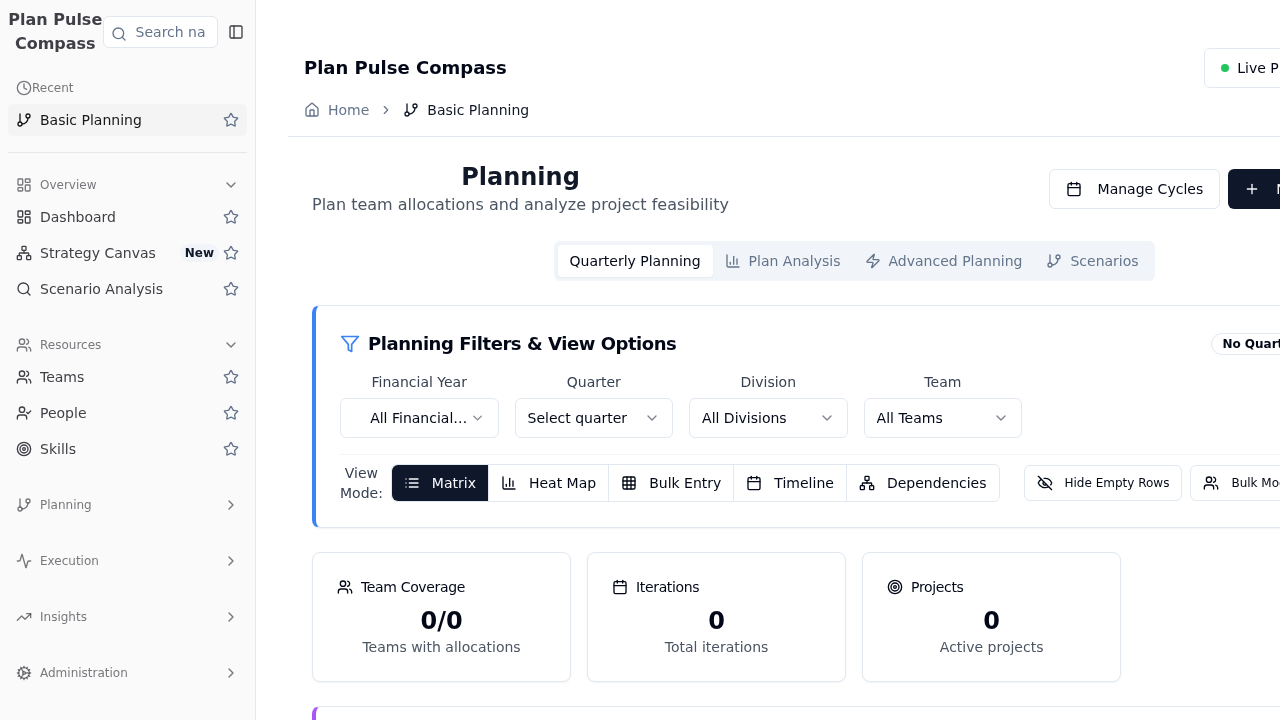 Plan Pulse
Compass
Search na
Recent
Basic Planning
Overview
Dashboard
Strategy Canvas New
Scenario Analysis
Resources
Teams
People
Skills
Planning
Execution
Insights
Administration
Plan Pulse Compass
Live P
Home Basic Planning
Planning
Plan team allocations and analyze project feasibility
Manage Cycles
Quarterly Planning Plan Analysis Advanced Planning Scenarios
Planning Filters & View Options
No Quart
Financial Year Quarter Division Team
All Financial... Select quarter All Divisions All Teams
View
Mode:
Matrix Heat Map Bulk Entry Timeline Dependencies Hide Empty Rows Bulk Mo
Team Coverage
0/0
Teams with allocations
Iterations
0
Total iterations
Projects
0
Active projects